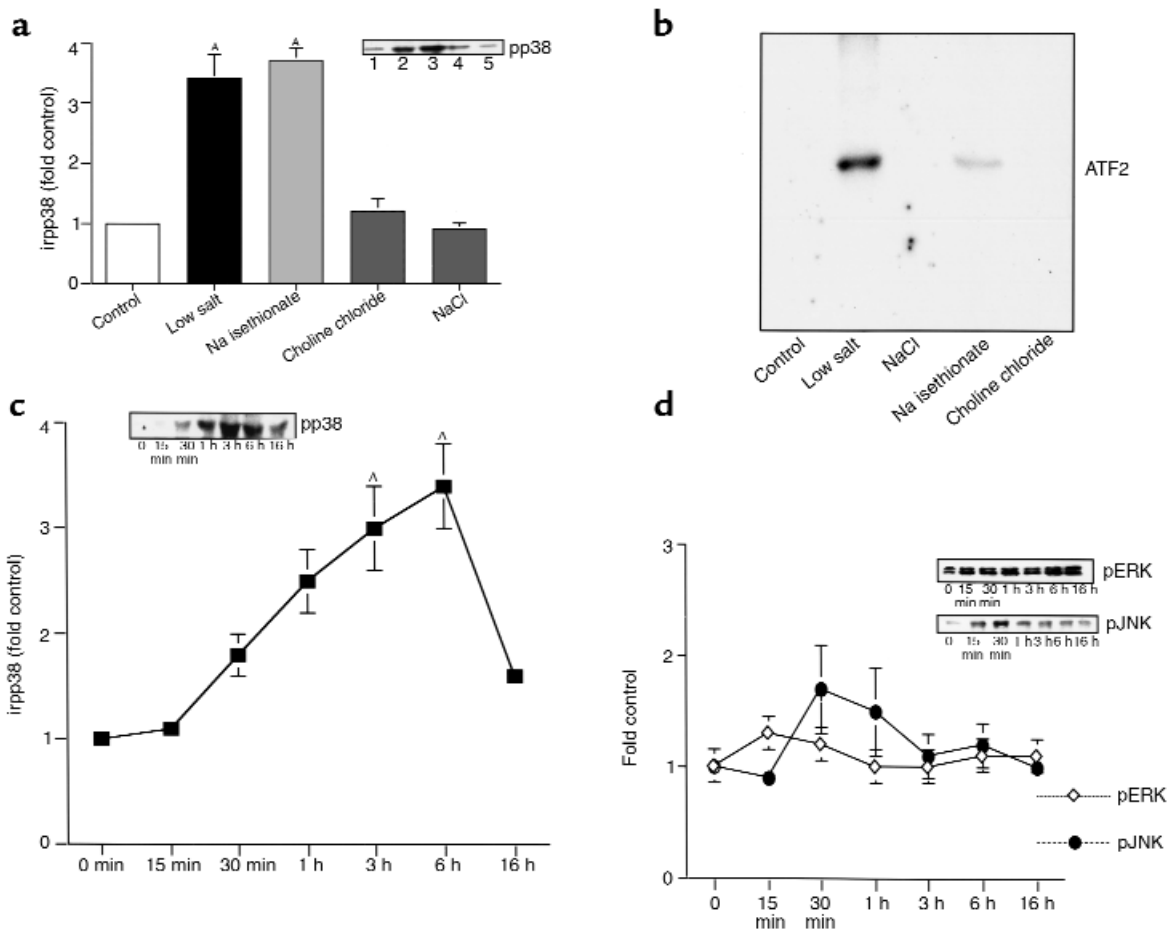 a
irpp38 (fold control)
4
3
2
1
0
A
A
pp38
1 2 3 4 5
Control
Low salt
Na isethionate
Choline chloride
NaCl
b
ATF2
Control
Low salt
NaCl
Na isethionate
Choline chloride
c
irpp38 (fold control)
4
3
2
1
0
pp38
0 15 30 1 h 3 h 6 h 16 h
min min
^
^
0 min 15 min 30 min 1 h 3 h 6 h 16 h
d
Fold control
3
2
1
0
pERK
0 15 30 1 h 3 h 6 h 16 h
min min
pJNK
0 15 30 1 h 3 h 6 h 16 h
min min
pERK
pJNK
0 15 30 1 h 3 h 6 h 16 h
min min